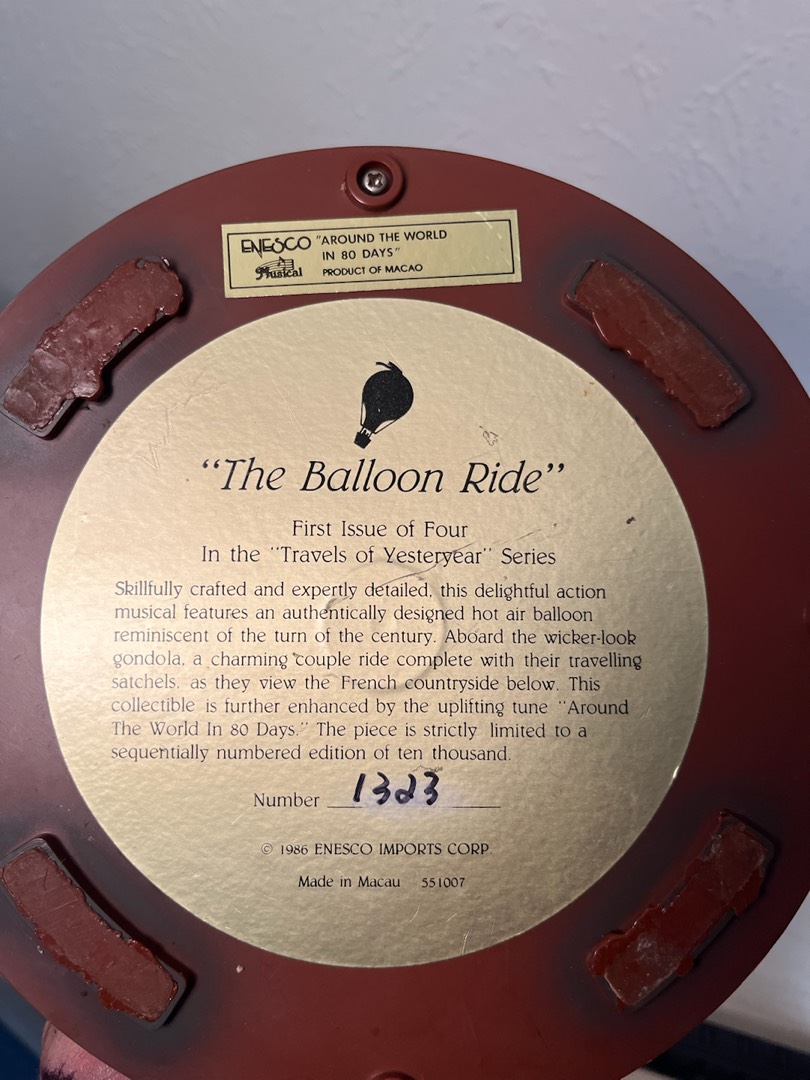 ENESCO "AROUND THE WORLD
IN 80 DAYS"
Musical PRODUCT OF MACAO
"The Balloon Ride"
First Issue of Four
In the "Travels of Yesteryear" Series
Skillfully crafted and expertly detailed, this delightful action
musical features an authentically designed hot air balloon
reminiscent of the turn of the century. Aboard the wicker-look
gondola, a charming couple ride complete with their travelling
satchels, as they view the French countryside below. This
collectible is further enhanced by the uplifting tune "Around
The World In 80 Days." The piece is strictly limited to a
sequentially numbered edition of ten thousand.
Number 1323
© 1986 ENESCO IMPORTS CORP.
Made in Macau 551007